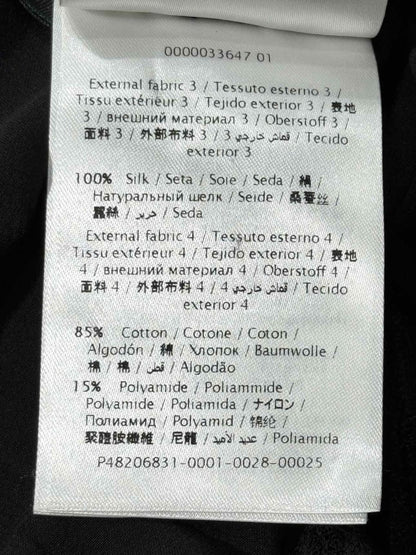 0000033647 01
External fabric 3 / Tessuto esterno 3 /
Tissu extérieur 3 / Tejido exterior 3 / 表地
3 / внешний материал 3 / Oberstoff 3 /
面料 3 / 外部布料 3 / 3 قماش خارجي / Tecido
exterior 3
100% Silk / Seta / Soie / Seda / 絹 /
Натуральный шелк / Seide / 桑蚕丝 /
蠶絲 / حرير / Seda
External fabric 4 / Tessuto esterno 4 /
Tissu extérieur 4 / Tejido exterior 4 / 表地
4 / внешний материал 4 / Oberstoff 4 /
面料 4 / 外部布料 4 / 4 قماش خارجي / Tecido
exterior 4
85% Cotton / Cotone / Coton /
Algodón / 綿 / Хлопок / Baumwolle /
棉 / 棉 / قطن / Algodão
15% Polyamide / Poliammide /
Polyamide / Poliamida / ナイロン /
Полиамид / Polyamid / 锦纶 /
聚醯胺纖維 / 尼龍 / عديد الأميد / Poliamida
P48206831-0001-0028-00025